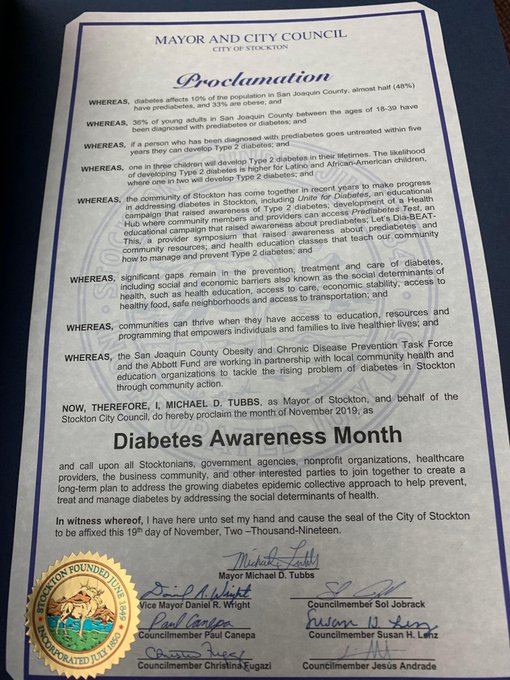 MAYOR AND CITY COUNCIL
CITY OF STOCKTON
Proclamation
WHEREAS, diabetes affects 10% of the population in San Joaquin County, almost half (48%)
have prediabetes, and 33% are obese; and
WHEREAS, 36% of young adults in San Joaquin County between the ages of 18-39 have
been diagnosed with prediabetes or diabetes; and
WHEREAS, if a person who has been diagnosed with prediabetes goes untreated within five
years they can develop Type 2 diabetes; and
WHEREAS, one in three children will develop Type 2 diabetes in their lifetimes. The likelihood
of developing Type 2 diabetes is higher for Latino and African-American children,
where one in two will develop Type 2 diabetes; and
WHEREAS, the community of Stockton has come together in recent years to make progress
in addressing diabetes in Stockton, including Unite for Diabetes, an educational
campaign that raised awareness of Type 2 diabetes; development of a Health
Hub where community members and providers can access Prediabetes Test, an
educational campaign that raised awareness about prediabetes; Let's Dia-BEAT-
This, a provider symposium that raised awareness about prediabetes and
community resources; and health education classes that teach our community
how to manage and prevent Type 2 diabetes; and
WHEREAS, significant gaps remain in the prevention, treatment and care of diabetes,
including social and economic barriers also known as the social determinants of
health, such as health education, access to care, economic stability, access to
healthy food, safe neighborhoods and access to transportation; and
WHEREAS, communities can thrive when they have access to education, resources and
programming that empowers individuals and families to live healthier lives; and
WHEREAS, the San Joaquin County Obesity and Chronic Disease Prevention Task Force
and the Abbott Fund are working in partnership with local community health and
education organizations to tackle the rising problem of diabetes in Stockton
through community action.
NOW, THEREFORE, I, MICHAEL D. TUBBS, as Mayor of Stockton, and behalf of the
Stockton City Council, do hereby proclaim the month of November 2019, as
Diabetes Awareness Month
and call upon all Stocktonians, government agencies, nonprofit organizations, healthcare
providers, the business community, and other interested parties to join together to create a
long-term plan to address the growing diabetes epidemic collective approach to help prevent,
treat and manage diabetes by addressing the social determinants of health.
In witness whereof, I have here unto set my hand and cause the seal of the City of Stockton
to be affixed this 19th day of November, Two -Thousand-Nineteen.
Michael Tubbs
Mayor Michael D. Tubbs
Daniel R. Wright
Vice Mayor Daniel R. Wright
Councilmember Sol Jobrack
Paul Canepa
Susan H. Lenz
Councilmember Paul Canepa
Councilmember Susan H. Lenz
Christina Fugazi
Councilmember Christina Fugazi
Councilmember Jesús Andrade
STOCKTON FOUNDED JUNE 1849
INCORPORATED JULY 1850